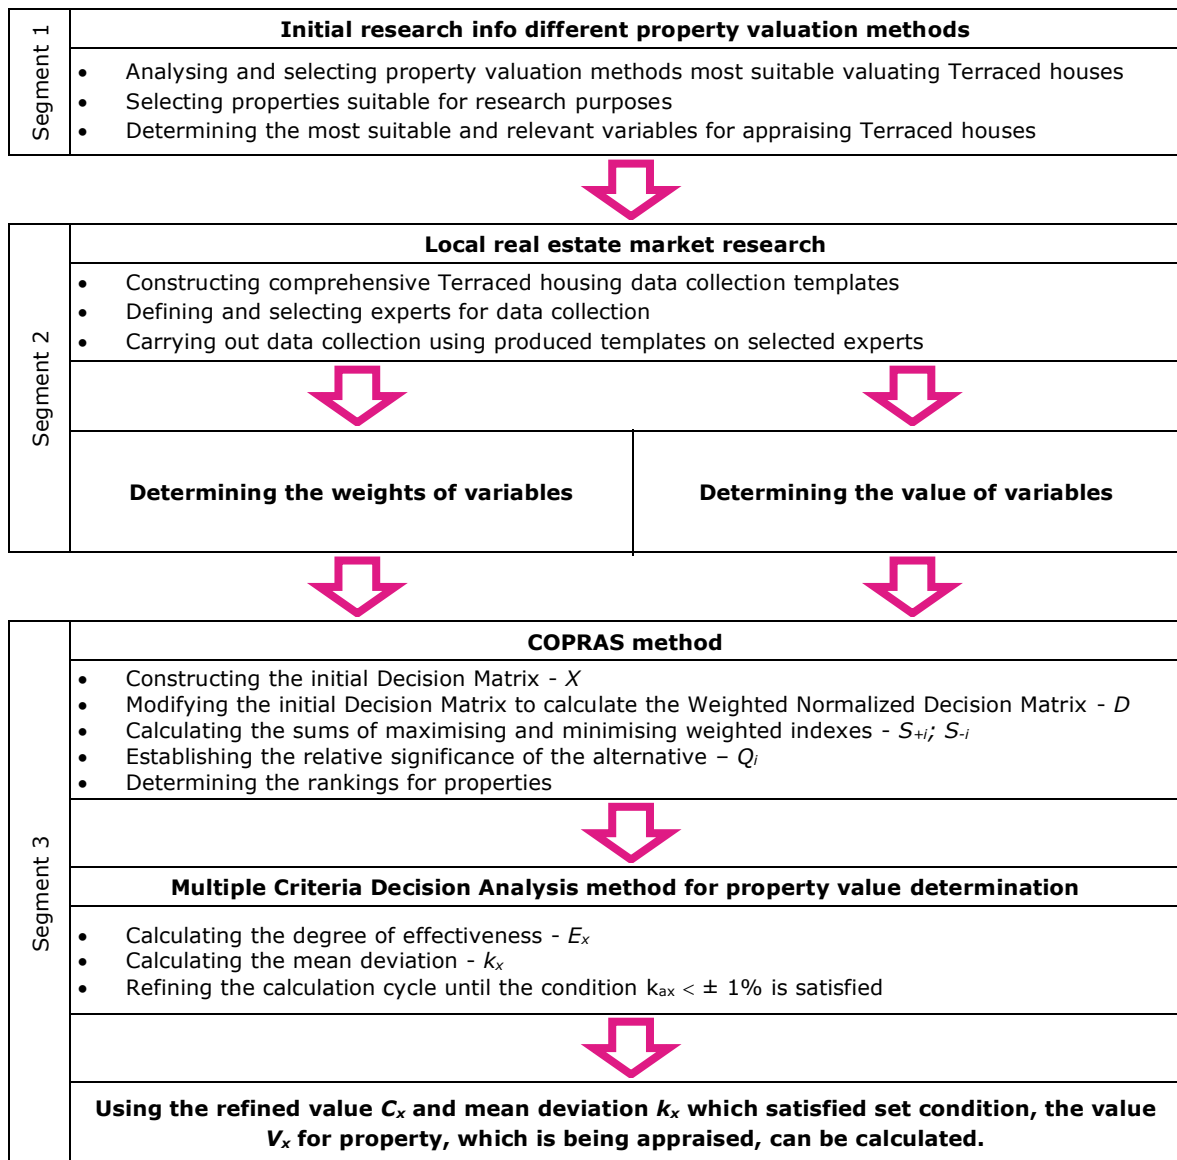 Segment 1
Initial research info different property valuation methods
• Analysing and selecting property valuation methods most suitable valuating Terraced houses
• Selecting properties suitable for research purposes
• Determining the most suitable and relevant variables for appraising Terraced houses
Segment 2
Local real estate market research
• Constructing comprehensive Terraced housing data collection templates
• Defining and selecting experts for data collection
• Carrying out data collection using produced templates on selected experts
Determining the weights of variables
Determining the value of variables
Segment 3
COPRAS method
• Constructing the initial Decision Matrix - X
• Modifying the initial Decision Matrix to calculate the Weighted Normalized Decision Matrix - D
• Calculating the sums of maximising and minimising weighted indexes - S+i; S-i
• Establishing the relative significance of the alternative – Qi
• Determining the rankings for properties
Multiple Criteria Decision Analysis method for property value determination
• Calculating the degree of effectiveness - Ex
• Calculating the mean deviation - kx
• Refining the calculation cycle until the condition kax < ± 1% is satisfied
Using the refined value Cx and mean deviation kx which satisfied set condition, the value
Vx for property, which is being appraised, can be calculated.